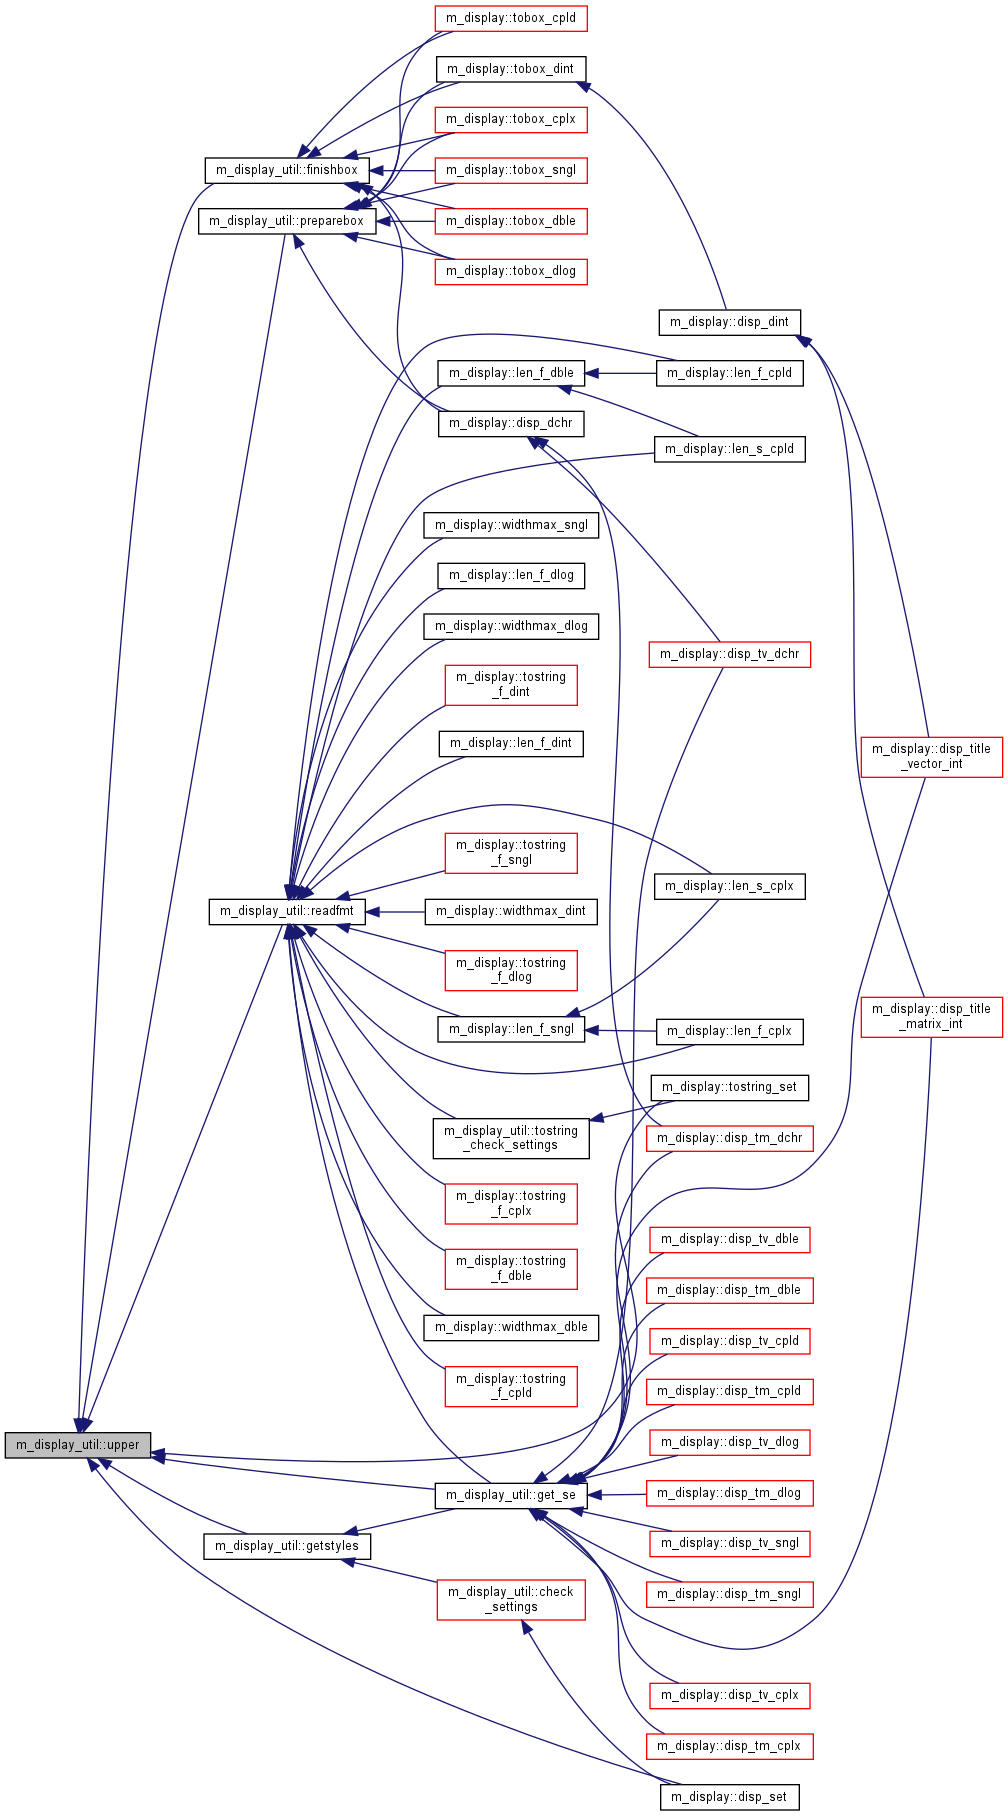 m_display::tobox_cpld
m_display::tobox_dint
m_display::tobox_cplx
m_display_util::finishbox
m_display::tobox_sngl
m_display_util::preparebox
m_display::tobox_dble
m_display::tobox_dlog
m_display::disp_dint
m_display::len_f_dble
m_display::len_f_cpld
m_display::disp_dchr
m_display::len_s_cpld
m_display::widthmax_sngl
m_display::len_f_dlog
m_display::widthmax_dlog
m_display::disp_tv_dchr
m_display::tostring
_f_dint
m_display::len_f_dint
m_display::disp_title
_vector_int
m_display::tostring
_f_sngl
m_display::len_s_cplx
m_display_util::readfmt
m_display::widthmax_dint
m_display::tostring
_f_dlog
m_display::disp_title
_matrix_int
m_display::len_f_sngl
m_display::len_f_cplx
m_display::tostring_set
m_display_util::tostring
_check_settings
m_display::disp_tm_dchr
m_display::tostring
_f_cplx
m_display::disp_tv_dble
m_display::tostring
_f_dble
m_display::disp_tm_dble
m_display::widthmax_dble
m_display::disp_tv_cpld
m_display::tostring
_f_cpld
m_display::disp_tm_cpld
m_display_util::upper
m_display::disp_tv_dlog
m_display_util::get_se
m_display::disp_tm_dlog
m_display_util::getstyles
m_display::disp_tv_sngl
m_display_util::check
_settings
m_display::disp_tm_sngl
m_display::disp_tv_cplx
m_display::disp_tm_cplx
m_display::disp_set